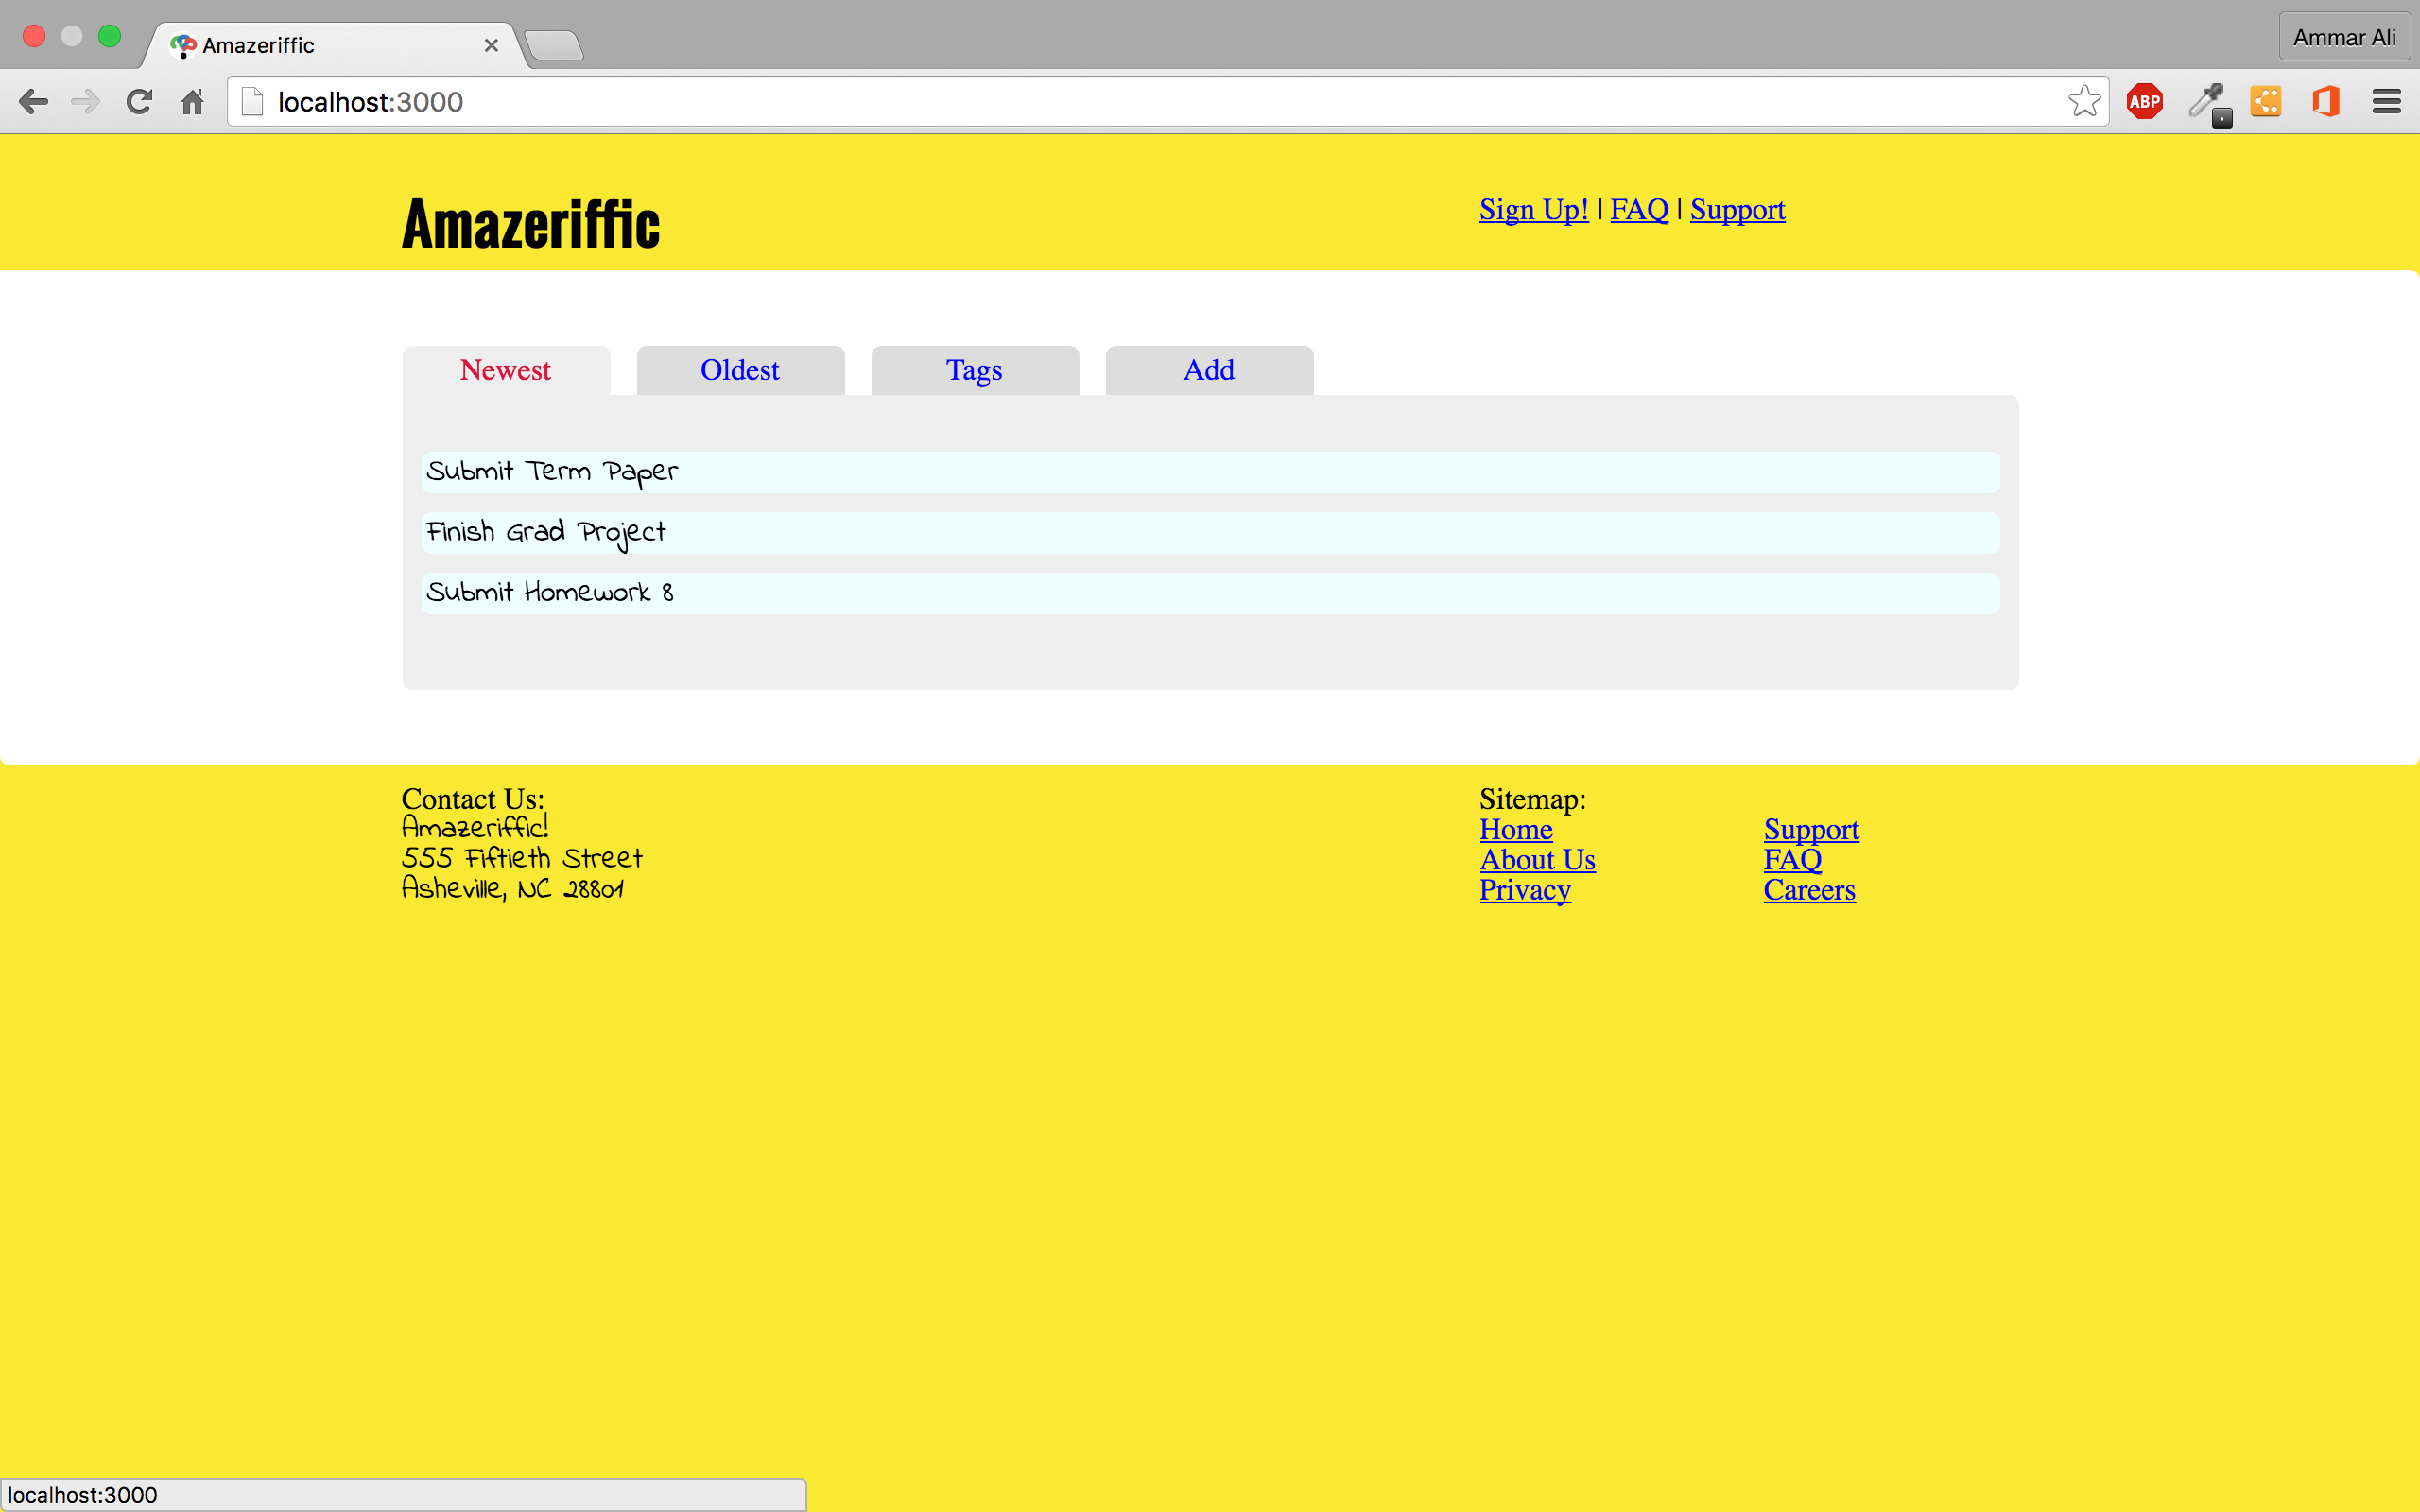 Amazeriffic
Ammar Ali
localhost:3000
ABP
Amazeriffic
Sign Up! | FAQ | Support
Newest Oldest Tags Add
Submit Term Paper
Finish Grad Project
Submit Homework 8
Contact Us:
Amazeriffic!
555 Fiftieth Street
Asheville, NC 28801
Sitemap:
Home Support
About Us FAQ
Privacy Careers
localhost:3000